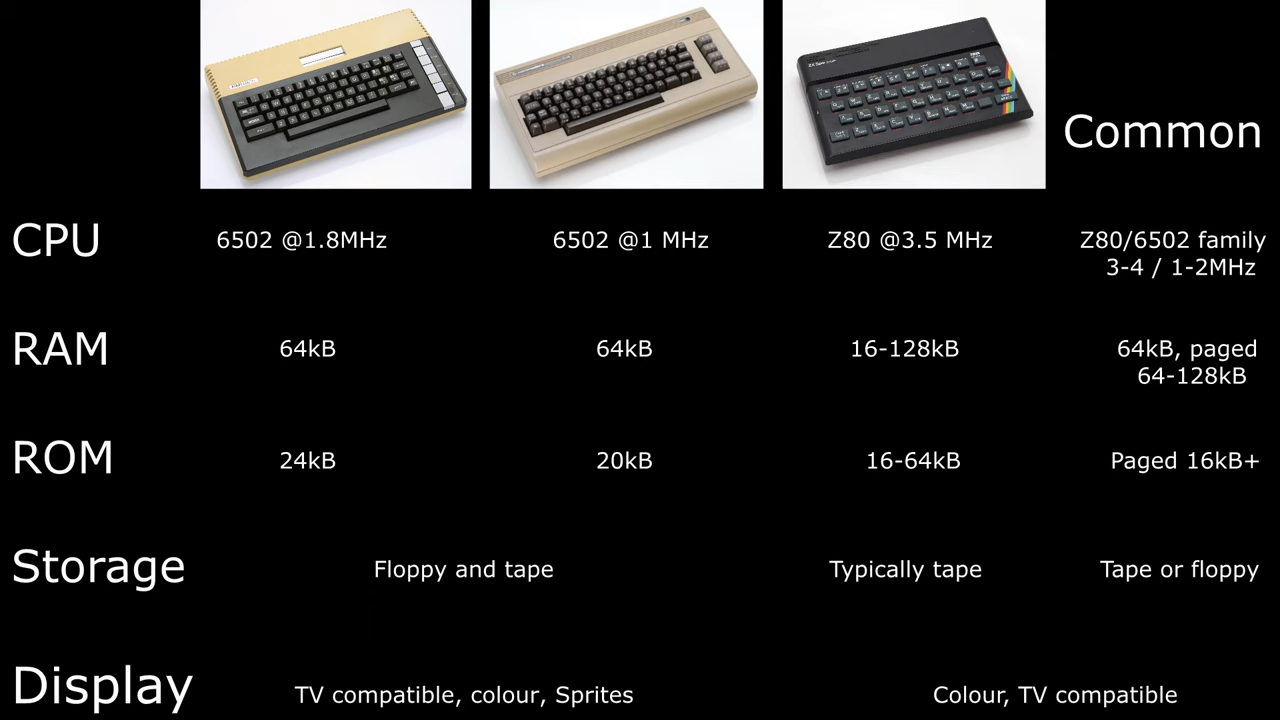 Common
CPU
6502 @1.8MHz
6502 @1 MHz
Z80 @3.5 MHz
Z80/6502 family
3-4 / 1-2MHz
RAM
64kB
64kB
16-128kB
64kB, paged
64-128kB
ROM
24kB
20kB
16-64kB
Paged 16kB+
Storage
Floppy and tape
Typically tape
Tape or floppy
Display
TV compatible, colour, Sprites
Colour, TV compatible